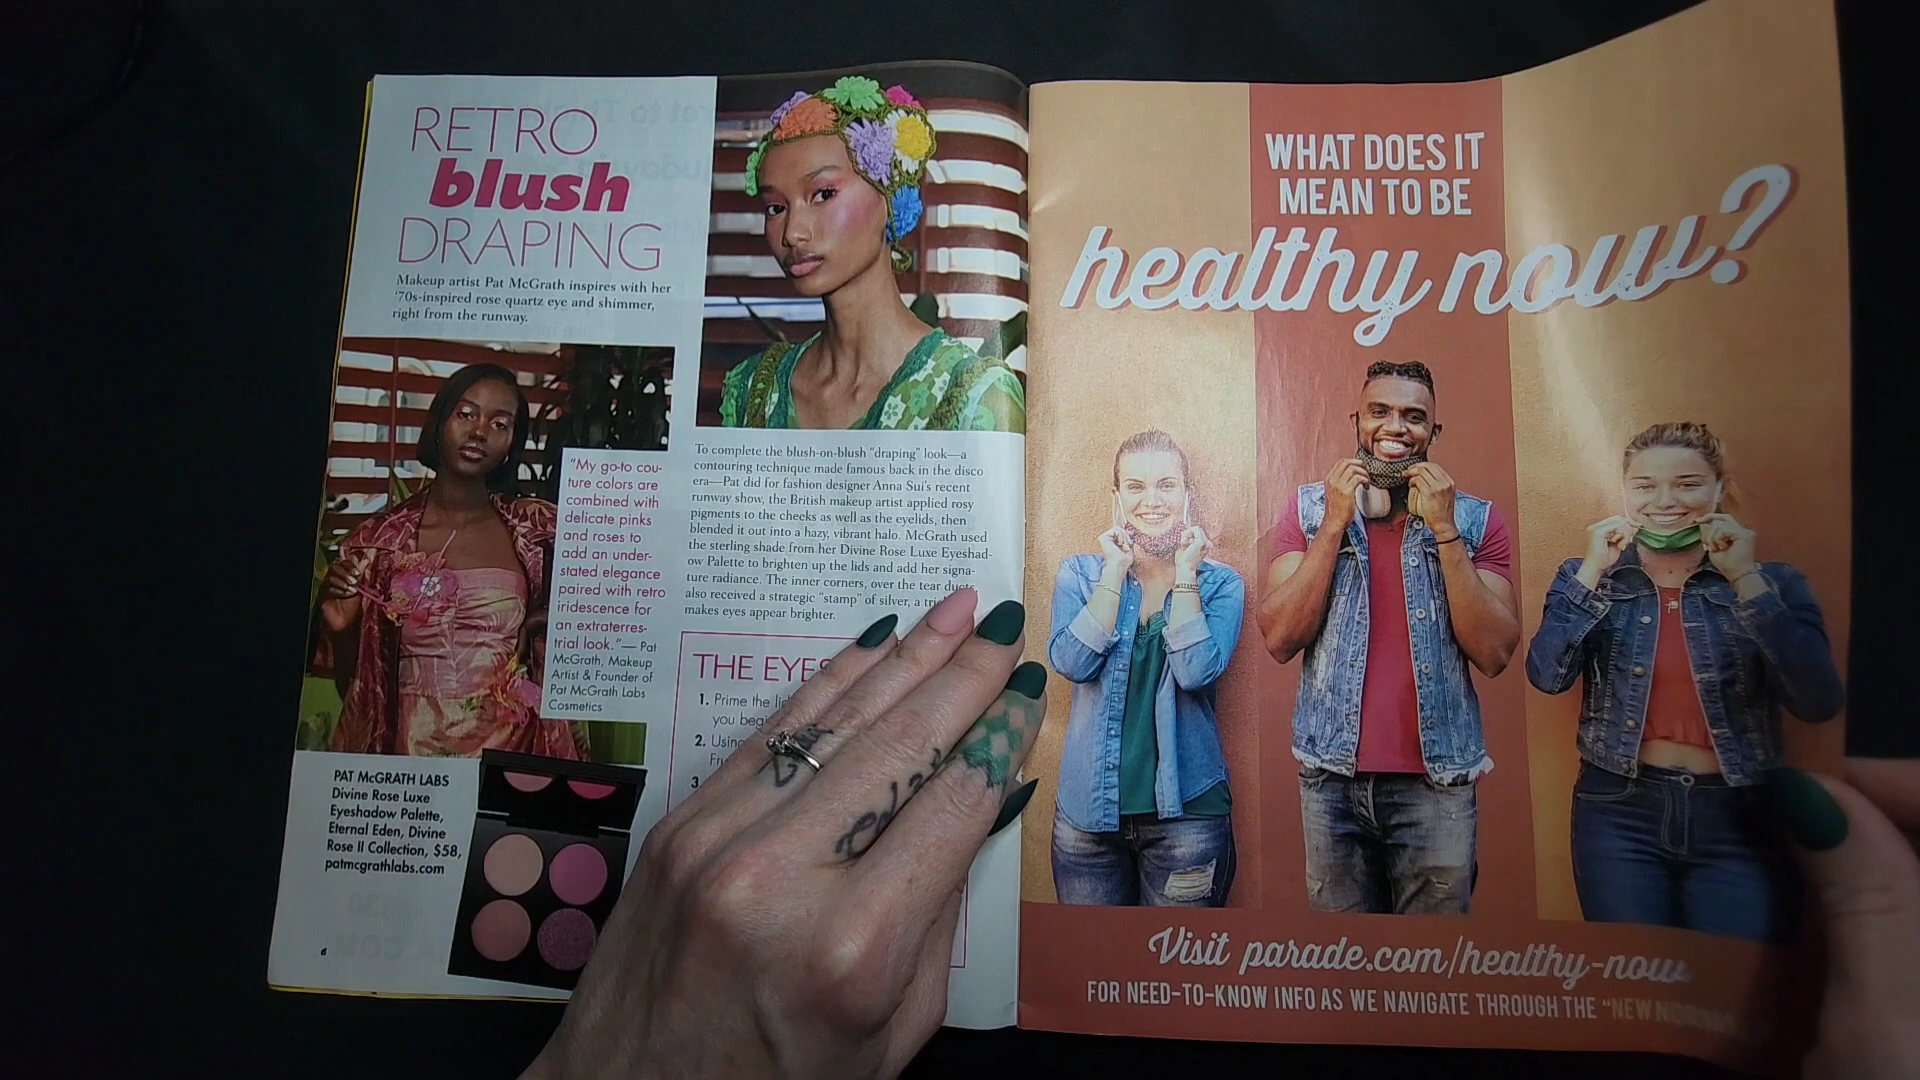 RETRO
blush
DRAPING
Makeup artist Pat McGrath inspires with her
'70s-inspired rose quartz eye and shimmer,
right from the runway.
"My go-to cou-
ture colors are
combined with
delicate pinks
and roses to
add an under-
stated elegance
paired with retro
iridescence for
an extraterres-
trial look."— Pat
McGrath, Makeup
Artist & Founder of
Pat McGrath Labs
Cosmetics
PAT McGRATH LABS
Divine Rose Luxe
Eyeshadow Palette,
Eternal Eden, Divine
Rose II Collection, $58,
patmcgrathlabs.com
6
To complete the blush-on-blush "draping" look—a
contouring technique made famous back in the disco
era—Pat did for fashion designer Anna Sui's recent
runway show, the British makeup artist applied rosy
pigments to the cheeks as well as the eyelids, then
blended it out into a hazy, vibrant halo. McGrath used
the sterling shade from her Divine Rose Luxe Eyeshad-
ow Palette to brighten up the lids and add her signa-
ture radiance. The inner corners, over the tear ducts,
also received a strategic "stamp" of silver, a
makes eyes appear brighter.
THE EYES
1. Prime the
you
2. Using
3.
WHAT DOES IT
MEAN TO BE
healthy now?
Visit parade.com/healthy-now
FOR NEED-TO-KNOW INFO AS WE NAVIGATE THROUGH THE "NEW